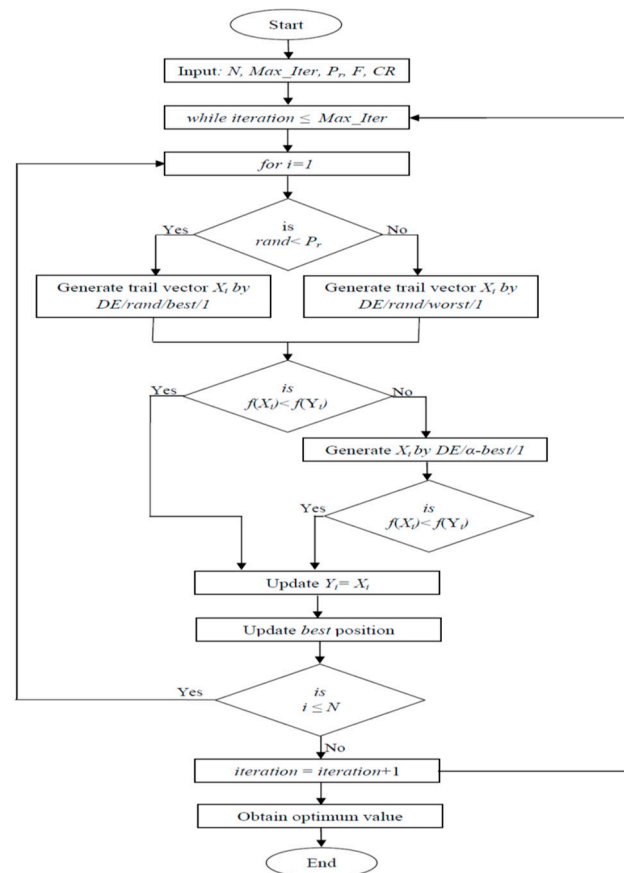 Start
Input: N, Max_Iter, Pr, F, CR
while iteration ≤ Max_Iter
for i=1
is
rand< Pr
Yes
No
Generate trail vector Xi by
DE/rand/best/1
Generate trail vector Xi by
DE/rand/worst/1
is
f(Xi)< f(Yi)
Yes
No
Generate Xi by DE/α-best/1
is
f(Xi)< f(Yi)
Yes
Update Yi= Xi
Update best position
is
i ≤ N
Yes
No
iteration = iteration+1
Obtain optimum value
End